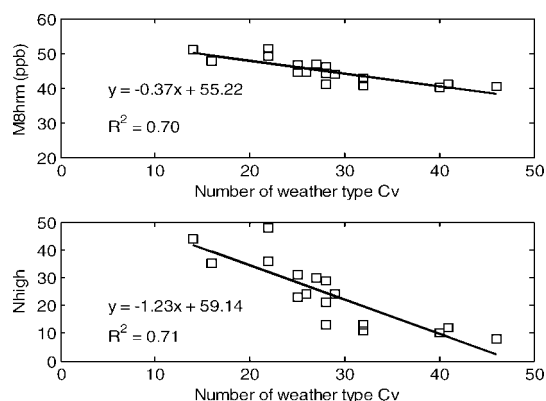 60
50
40
30
20
M8hrm (ppb)
y = -0.37x + 55.22
R² = 0.70
0 10 20 30 40 50
Number of weather type Cv
50
40
30
20
10
0
Nhigh
y = -1.23x + 59.14
R² = 0.71
0 10 20 30 40 50
Number of weather type Cv